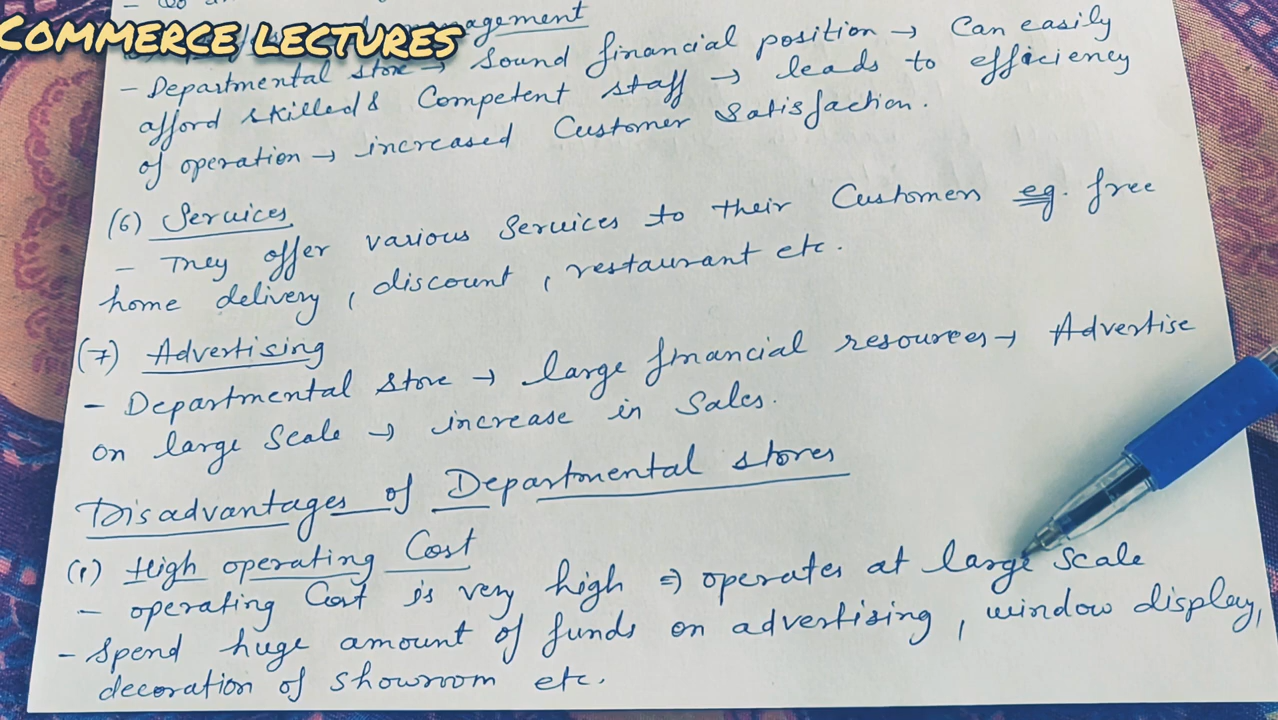 COMMERCE LECTURES
management
- Departmental store → Sound financial position → Can easily
afford skilled & Competent staff → leads to efficiency
of operation → increased Customer Satisfaction.
(6) Services
- They offer various Services to their Customers eg. free
home delivery, discount, restaurant etc.
(7) Advertising
- Departmental store → large financial resources → Advertise
on large scale → increase in Sales.
Disadvantages of Departmental stores
(1) High operating Cost
- operating Cost is very high ⇒ operates at large scale
- Spend huge amount of funds on advertising, window display,
decoration of showroom etc.